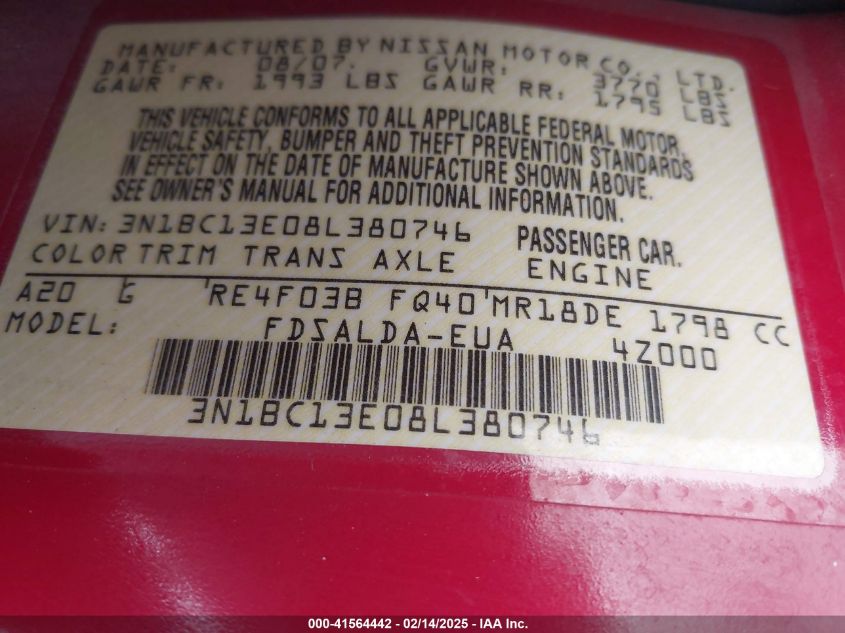 MANUFACTURED BY NISSAN MOTOR CO., LTD.
DATE: 08/07. GVWR: 3770 LBS
GAWR FR: 1993 LBS GAWR RR: 1795 LBS
THIS VEHICLE CONFORMS TO ALL APPLICABLE FEDERAL MOTOR
VEHICLE SAFETY, BUMPER AND THEFT PREVENTION STANDARDS
IN EFFECT ON THE DATE OF MANUFACTURE SHOWN ABOVE.
SEE OWNER'S MANUAL FOR ADDITIONAL INFORMATION.
VIN: 3N1BC13E08L380746 PASSENGER CAR.
COLOR TRIM TRANS AXLE ENGINE
A20 G RE4F03B FQ40 MR18DE 1798 CC
MODEL: FDSALDA-EUA 4Z000
3N1BC13E08L380746
000-41564442 - 02/14/2025 - IAA Inc.